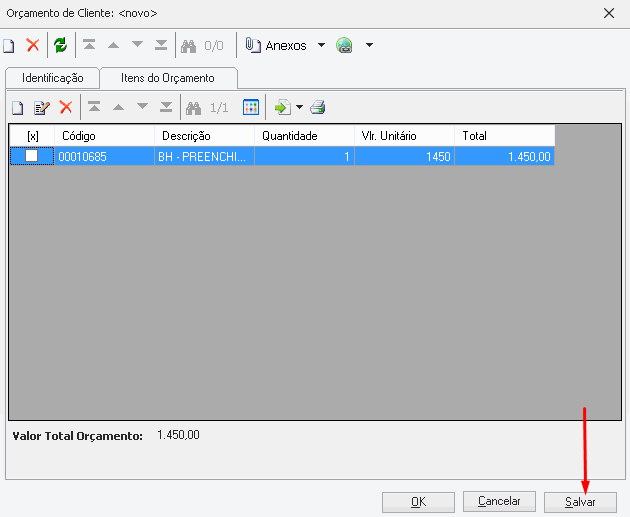 Orçamento de Cliente: <novo>
0/0 Anexos
Identificação Itens do Orçamento
1/1
[x] Código Descrição Quantidade Vlr. Unitário Total
00010685 BH - PREENCHI... 1 1450 1.450,00
Valor Total Orçamento: 1.450,00
OK Cancelar Salvar